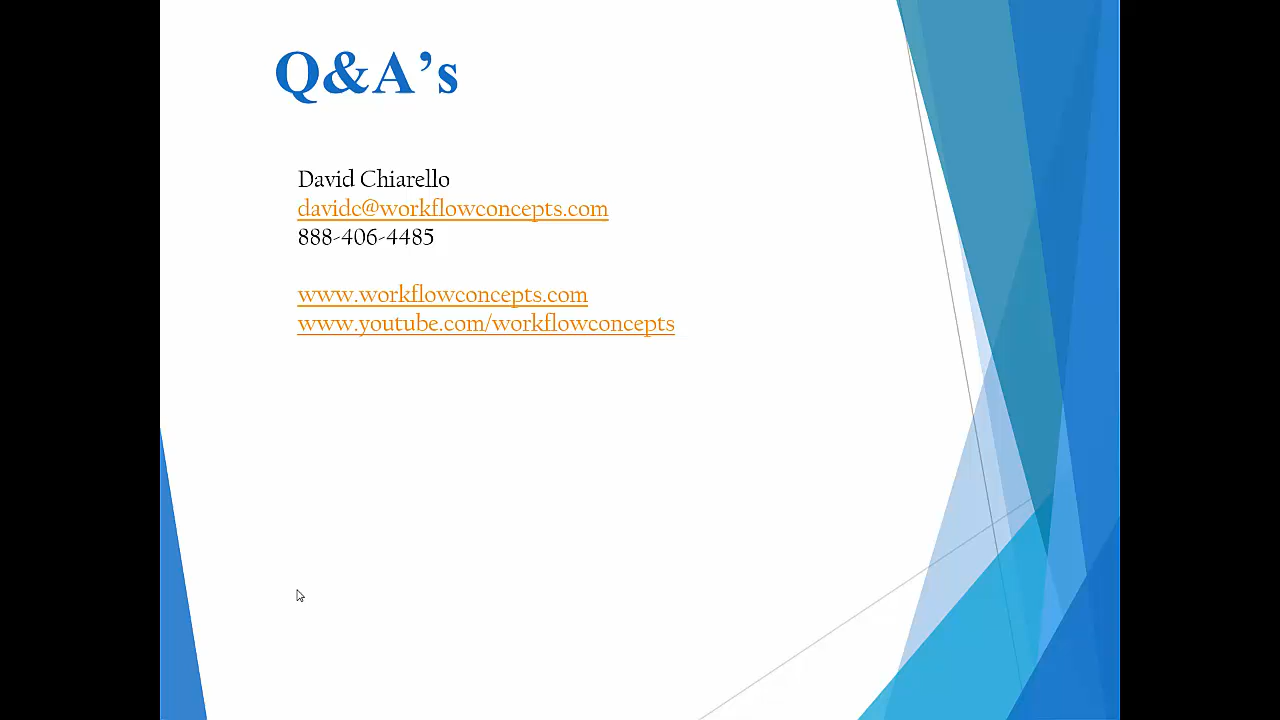 Q&A’s
David Chiarello
davidc@workflowconcepts.com
888-406-4485
www.workflowconcepts.com
www.youtube.com/workflowconcepts